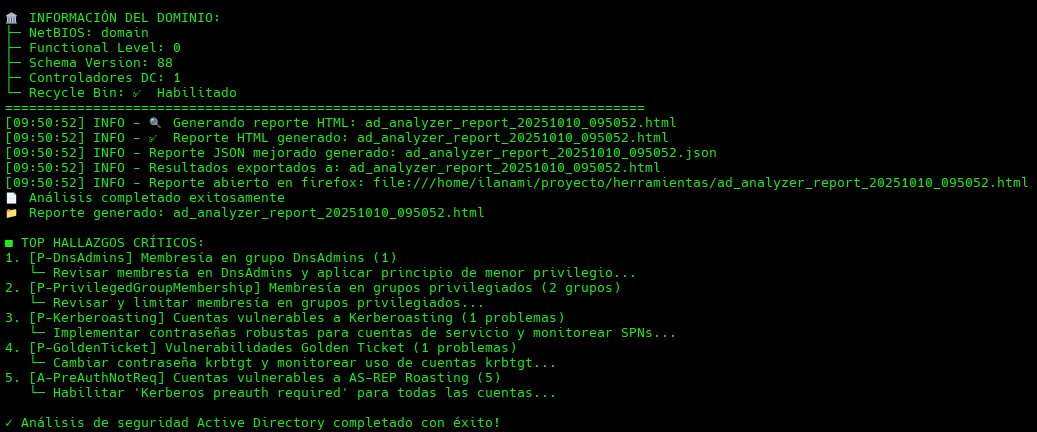 🏛️ INFORMACIÓN DEL DOMINIO:
├─ NetBIOS: domain
├─ Functional Level: 0
├─ Schema Version: 88
├─ Controladores DC: 1
└─ Recycle Bin: ✅ Habilitado
================================================================================
[09:50:52] INFO - 🔍 Generando reporte HTML: ad_analyzer_report_20251010_095052.html
[09:50:52] INFO - ✅ Reporte HTML generado: ad_analyzer_report_20251010_095052.html
[09:50:52] INFO - Reporte JSON mejorado generado: ad_analyzer_report_20251010_095052.json
[09:50:52] INFO - Resultados exportados a: ad_analyzer_report_20251010_095052.html
[09:50:52] INFO - Reporte abierto en firefox: file:///home/ilanami/proyecto/herramientas/ad_analyzer_report_20251010_095052.html
📄 Análisis completado exitosamente
📁 Reporte generado: ad_analyzer_report_20251010_095052.html
■ TOP HALLAZGOS CRÍTICOS:
1. [P-DnsAdmins] Membresía en grupo DnsAdmins (1)
└─ Revisar membresía en DnsAdmins y aplicar principio de menor privilegio...
2. [P-PrivilegedGroupMembership] Membresía en grupos privilegiados (2 grupos)
└─ Revisar y limitar membresía en grupos privilegiados...
3. [P-Kerberoasting] Cuentas vulnerables a Kerberoasting (1 problemas)
└─ Implementar contraseñas robustas para cuentas de servicio y monitorear SPNs...
4. [P-GoldenTicket] Vulnerabilidades Golden Ticket (1 problemas)
└─ Cambiar contraseña krbtgt y monitorear uso de cuentas krbtgt...
5. [A-PreAuthNotReq] Cuentas vulnerables a AS-REP Roasting (5)
└─ Habilitar 'Kerberos preauth required' para todas las cuentas...
✓ Análisis de seguridad Active Directory completado con éxito!